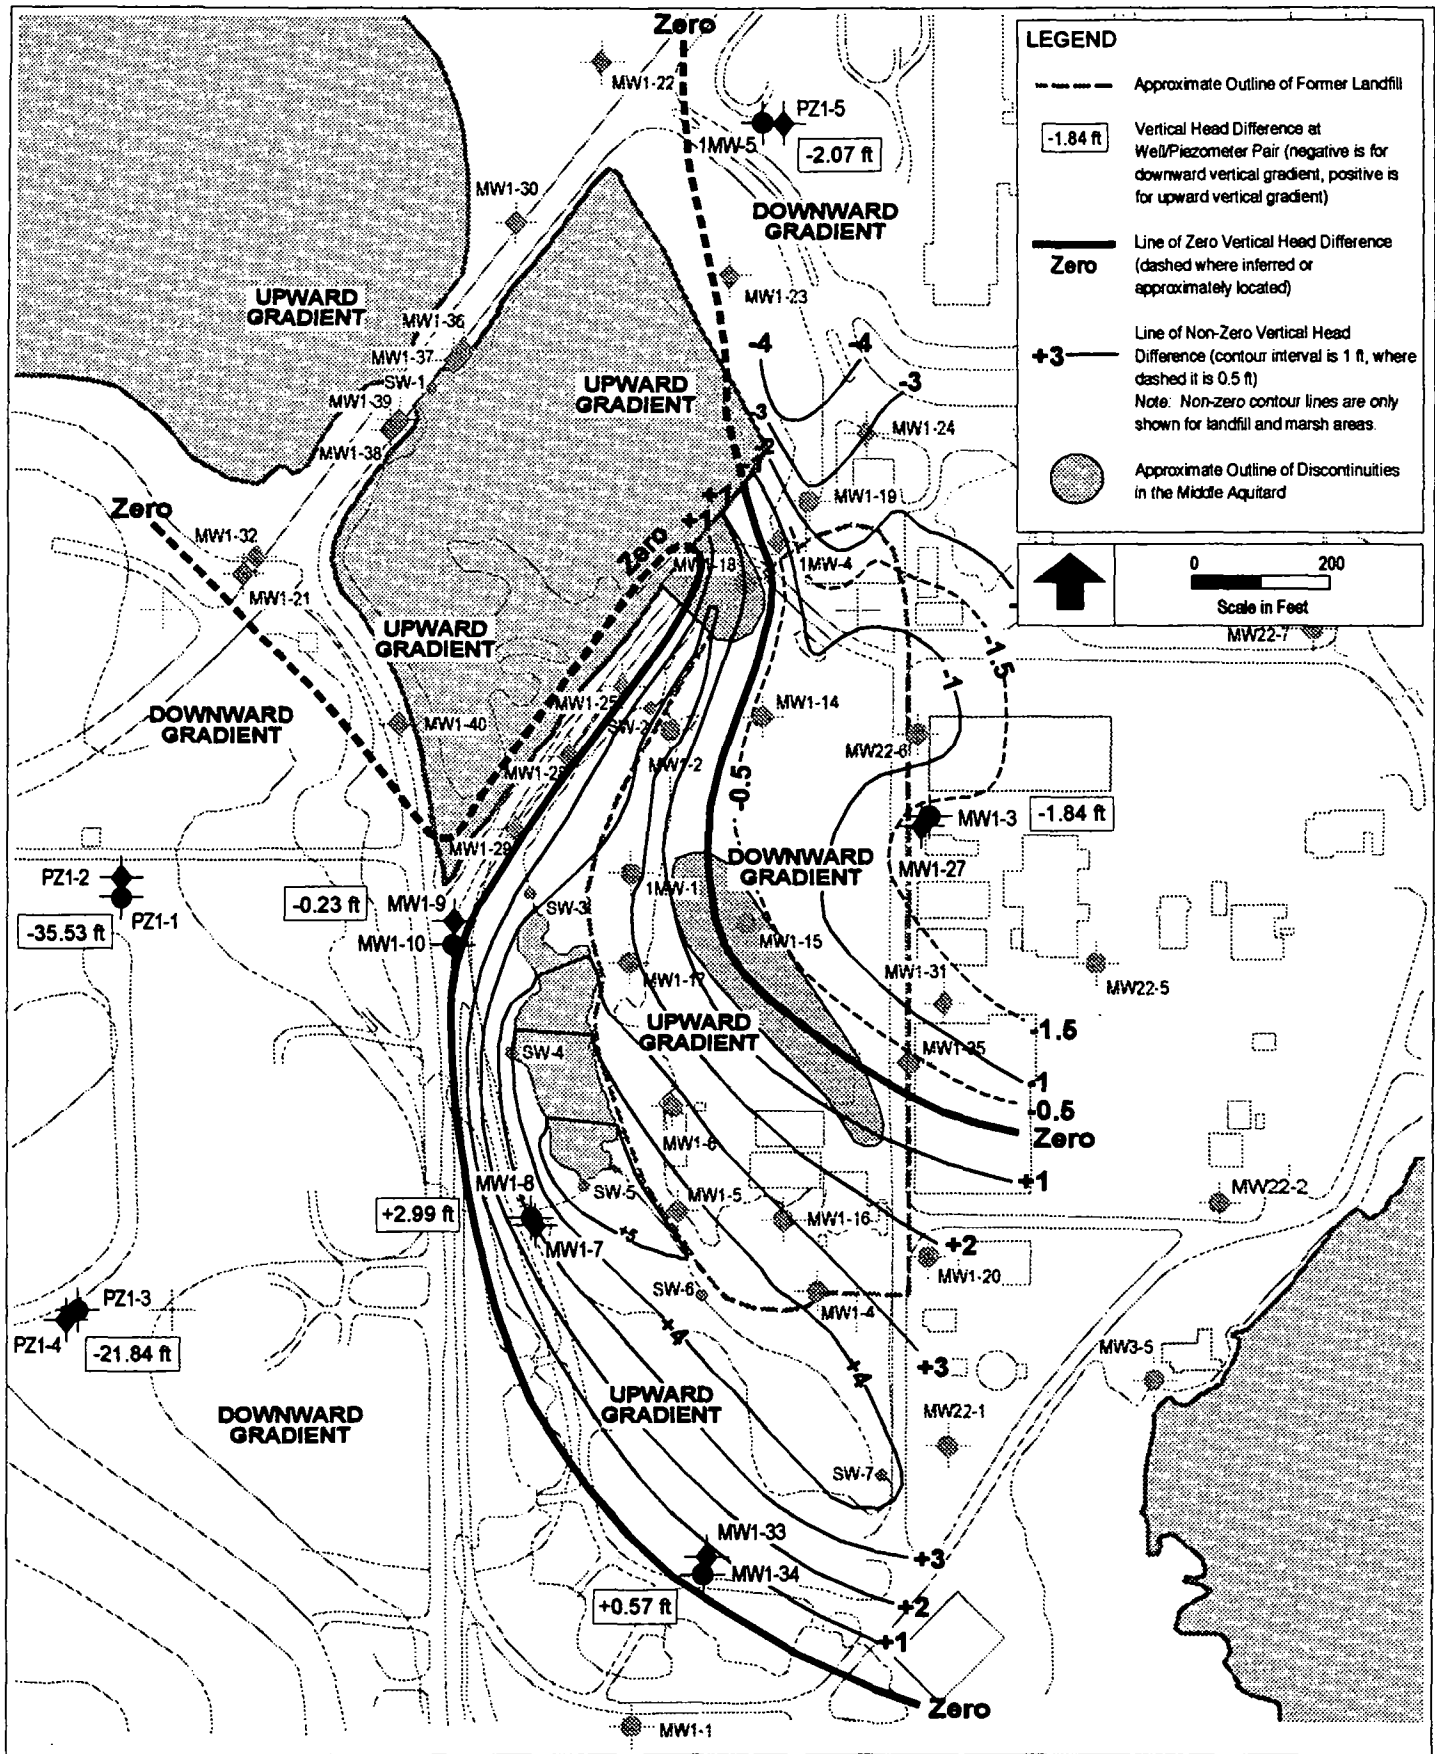 Zero
MW1-22
PZ1-5
1MW-5
-2.07 ft
MW1-30
DOWNWARD
GRADIENT
MW1-23
UPWARD
GRADIENT
MW1-36
MW1-37
SW-1
MW1-39
MW1-38
UPWARD
GRADIENT
-4
-4
-3
-3
MW1-24
-2
MW1-19
+1
+1
Zero
MW1-32
MW1-21
Zero
MW1-18
1MW-4
UPWARD
GRADIENT
-1.5
-1
MW22-7
DOWNWARD
GRADIENT
MW1-40
MW1-25
SW-2
MW1-14
MW1-2
MW22-6
MW1-28
-0.5
MW1-3
-1.84 ft
MW1-29
DOWNWARD
GRADIENT
MW1-27
PZ1-2
PZ1-1
-35.53 ft
-0.23 ft
MW1-9
MW1-10
1MW-1
SW-3
MW1-15
MW1-17
MW1-31
MW22-5
UPWARD
GRADIENT
SW-4
MW1-35
-1.5
-1
-0.5
Zero
MW1-6
+1
MW1-8
SW-5
MW1-5
MW1-16
MW22-2
+2.99 ft
MW1-7
+5
+2
MW1-20
SW-6
MW1-4
PZ1-3
PZ1-4
-21.84 ft
+4
+4
+3
MW3-5
UPWARD
GRADIENT
DOWNWARD
GRADIENT
MW22-1
SW-7
MW1-33
MW1-34
+0.57 ft
+3
+2
+1
Zero
MW1-1
LEGEND
Approximate Outline of Former Landfill
-1.84 ft
Vertical Head Difference at
Well/Piezometer Pair (negative is for
downward vertical gradient, positive is
for upward vertical gradient)
Zero
Line of Zero Vertical Head Difference
(dashed where inferred or
approximately located)
+3
Line of Non-Zero Vertical Head
Difference (contour interval is 1 ft, where
dashed it is 0.5 ft)
Note: Non-zero contour lines are only
shown for landfill and marsh areas.
Approximate Outline of Discontinuities
in the Middle Aquitard
0 200
Scale in Feet